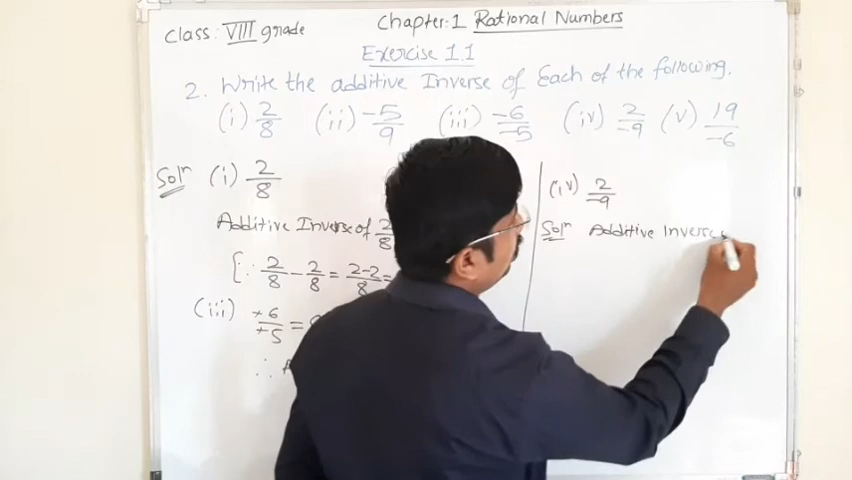 Class: VIII grade
Chapter:1 Rational Numbers
Exercise 1.1
2. Write the additive Inverse of Each of the following.
(i) 2/8 (ii) -5/9 (iii) -6/-5 (iv) 2/-9 (v) 19/-6
Soln (i) 2/8
Additive Inverse of 2/8
[∵ 2/8 - 2/8 = 2-2/8 =
(iii) -6/-5 =
∴
(iv) 2/-9
Soln Additive Inverse